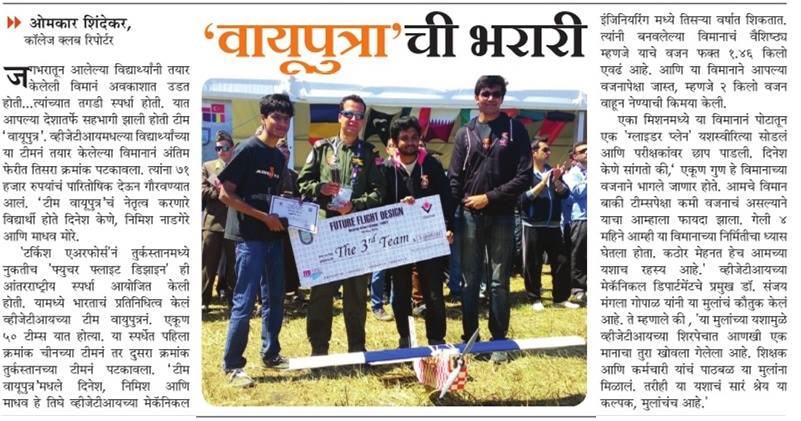 ओमकार शिंदेकर,
कॉलेज क्लब रिपोर्टर
'वायूपुत्रा'ची भरारी
जगभरातून आलेल्या विद्यार्थ्यांनी तयार
केलेली विमानं अवकाशात उडत
होती...त्यांच्यात तगडी स्पर्धा होती. यात
आपल्या देशातर्फे सहभागी झाली होती टीम
'वायूपुत्र'. व्हीजेटीआयमधल्या विद्यार्थ्यांच्या
या टीमनं तयार केलेल्या विमानानं अंतिम
फेरीत तिसरा क्रमांक पटकावला. त्यांना ७१
हजार रुपयांचं पारितोषिक देऊन गौरवण्यात
आलं. 'टीम वायूपुत्र'चं नेतृत्व करणारे
विद्यार्थी होते दिनेश केणे, निमिश नाडगेरे
आणि माधव मोरे.
'टर्किश एअरफोर्स'नं तुर्कस्तानमध्ये
नुकतीच 'फ्युचर फ्लाइट डिझाइन' ही
आंतरराष्ट्रीय स्पर्धा आयोजित केली
होती. यामध्ये भारताचं प्रतिनिधित्व केलं
व्हीजेटीआयच्या टीम वायुपुत्रनं. एकूण
५० टीम्स यात होत्या. या स्पर्धेत पहिला
क्रमांक चीनच्या टीमनं तर दुसरा क्रमांक
तुर्कस्तानच्या टीमनं पटकावला. 'टीम
वायूपुत्र'मधले दिनेश, निमिश आणि
माधव हे तिघे व्हीजेटीआयच्या मेकॅनिकल
FUTURE FLIGHT DESIGN
The 3rd Team
इंजिनियरिंग मध्ये तिसऱ्या वर्षात शिकतात.
त्यांनी बनवलेल्या विमानाचं वैशिष्ट्य
म्हणजे याचे वजन फक्त १.४६ किलो
एवढं आहे. आणि या विमानाने आपल्या
वजनापेक्षा जास्त, म्हणजे २ किलो वजन
वाहून नेण्याची किमया केली.
एका मिशनमध्ये या विमानानं पोटातून
एक 'ग्लाइडर प्लेन' यशस्वीरित्या सोडलं
आणि परीक्षकांवर छाप पाडली. दिनेश
केणे सांगतो की,' एकूण गुण हे विमानाच्या
वजनाने भागले जाणार होते. आमचे विमान
बाकी टीम्सपेक्षा कमी वजनाचं असल्याने
याचा आम्हाला फायदा झाला. गेली ४
महिने आम्ही या विमानाच्या निर्मितीचा ध्यास
घेतला होता. कठोर मेहनत हेच आमच्या
यशाच रहस्य आहे.' व्हीजेटीआयच्या
मेकॅनिकल डिपार्टमेंटचे प्रमुख डॉ. संजय
मंगला गोपाळ यांनी या मुलांचं कौतुक केलं
आहे. ते म्हणाले की , 'या मुलांच्या यशामुळे
व्हीजेटीआयच्या शिरपेचात आणखी एक
मानाचा तुरा खोवला गेलेला आहे. शिक्षक
आणि कर्मचारी यांचं पाठबळ या मुलांना
मिळालं. तरीही या यशाचं सारं श्रेय या
कल्पक, मुलांचंच आहे.'